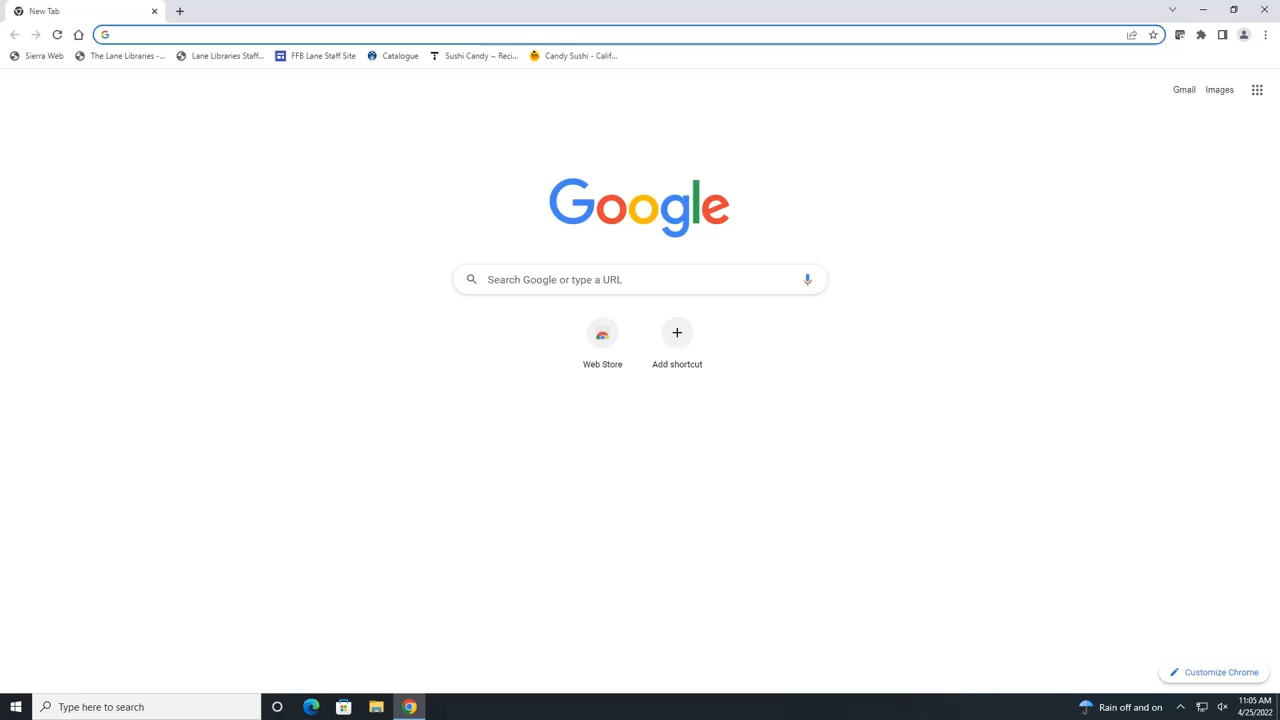 New Tab
Sierra Web
The Lane Libraries -...
Lane Libraries Staff...
FFB Lane Staff Site
Catalogue
Sushi Candy ~ Reci...
Candy Sushi - Calif...
Gmail
Images
Google
Search Google or type a URL
Web Store
Add shortcut
Customize Chrome
Type here to search
Rain off and on
11:05 AM
4/25/2022